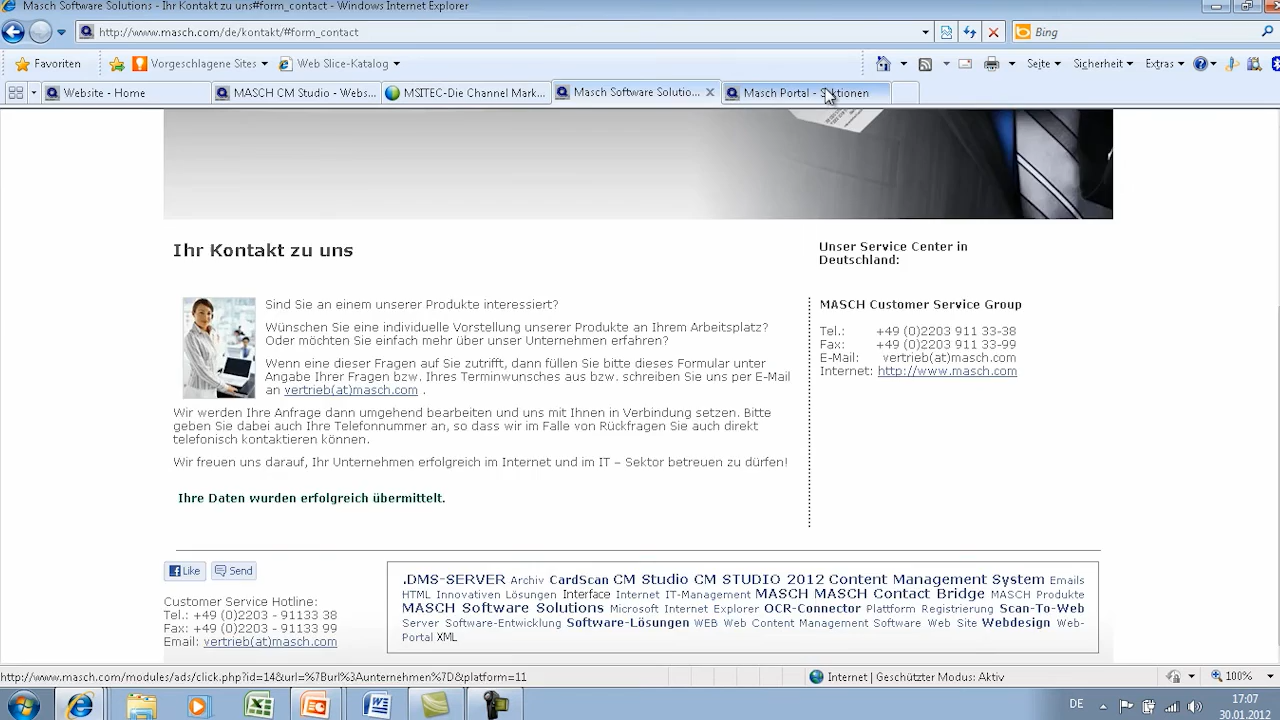 Masch Software Solutions - Ihr Kontakt zu uns#form_contact - Windows Internet Explorer
http://www.masch.com/de/kontakt/#form_contact
Bing
Favoriten
Vorgeschlagene Sites
Web Slice-Katalog
Seite
Sicherheit
Extras
Website - Home
MASCH CM Studio - Webs...
MSITEC-Die Channel Mark...
Masch Software Solutio...
Masch Portal -
Ihr Kontakt zu uns
Sind Sie an einem unserer Produkte interessiert?
Wünschen Sie eine individuelle Vorstellung unserer Produkte an Ihrem Arbeitsplatz?
Oder möchten Sie einfach mehr über unser Unternehmen erfahren?
Wenn eine dieser Fragen auf Sie zutrifft, dann füllen Sie bitte dieses Formular unter
Angabe Ihrer Fragen bzw. Ihres Terminwunsches aus bzw. schreiben Sie uns per E-Mail
an vertrieb(at)masch.com .
Wir werden Ihre Anfrage dann umgehend bearbeiten und uns mit Ihnen in Verbindung setzen. Bitte
geben Sie dabei auch Ihre Telefonnummer an, so dass wir im Falle von Rückfragen Sie auch direkt
telefonisch kontaktieren können.
Wir freuen uns darauf, Ihr Unternehmen erfolgreich im Internet und im IT – Sektor betreuen zu dürfen!
Ihre Daten wurden erfolgreich übermittelt.
Unser Service Center in
Deutschland:
MASCH Customer Service Group
Tel.: +49 (0)2203 911 33-38
Fax: +49 (0)2203 911 33-99
E-Mail: vertrieb(at)masch.com
Internet: http://www.masch.com
Like
Send
Customer Service Hotline:
Tel.: +49 (0)2203 - 91133 38
Fax: +49 (0)2203 - 91133 99
Email: vertrieb(at)masch.com
.DMS-SERVER Archiv CardScan CM Studio CM STUDIO 2012 Content Management System Emails
HTML Innovativen Lösungen Interface Internet IT-Management MASCH MASCH Contact Bridge MASCH Produkte
MASCH Software Solutions Microsoft Internet Explorer OCR-Connector Plattform Registrierung Scan-To-Web
Server Software-Entwicklung Software-Lösungen WEB Web Content Management Software Web Site Webdesign Web-
Portal XML
http://www.masch.com/modules/ads/click.php?id=14&url=%7Burl%3Aunternehmen%7D&platform=11
Internet | Geschützter Modus: Aktiv
100%
DE
17:07
30.01.2012